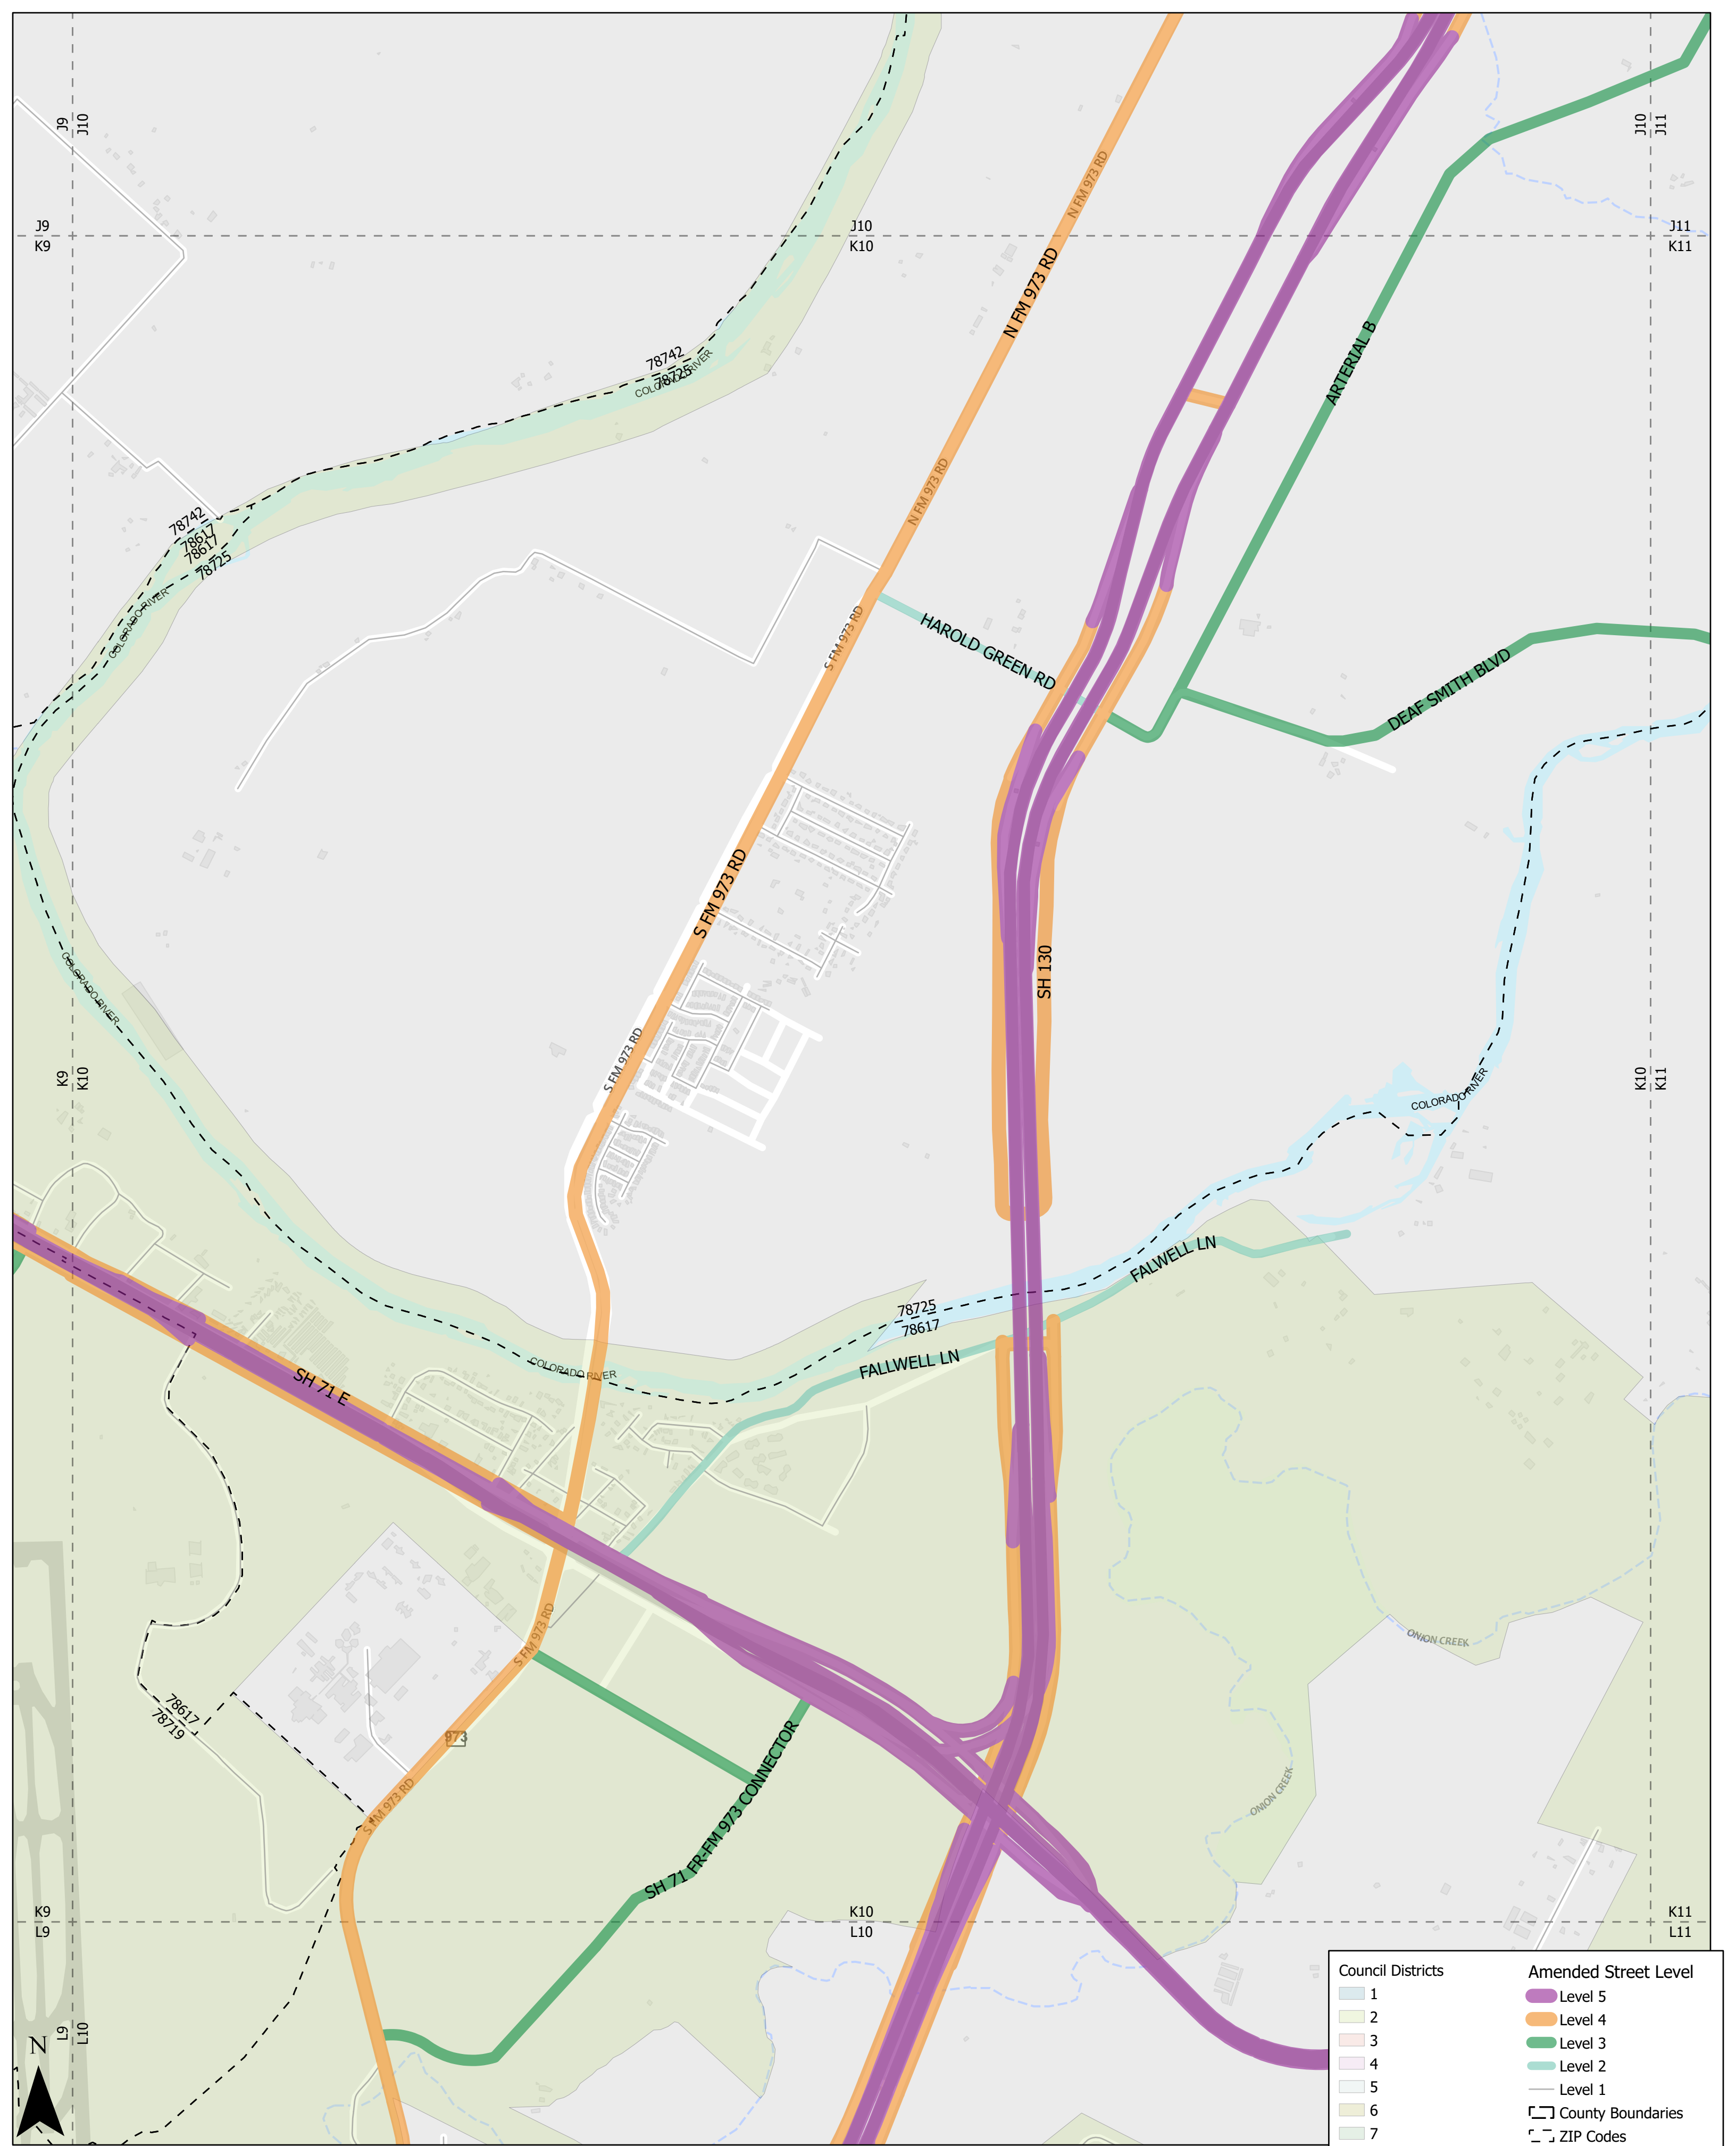 J9
J10
J10
J11
N FM 973 RD
J9
K9
J10
K10
J11
K11
N FM 973 RD
ARTERIAL B
78742
78725
COLORADO RIVER
N FM 973 RD
78742
78617
78617
78725
COLORADO RIVER
S FM 973 RD
HAROLD GREEN RD
DEAF SMITH BLVD
S FM 973 RD
COLORADO RIVER
SH 130
S FM 973 RD
K9
K10
K10
K11
COLORADO RIVER
FALWELL LN
78725
78617
FALLWELL LN
COLORADO RIVER
SH 71 E
S FM 973 RD
ONION CREEK
78617
78719
973
SH 71 FR-FM 973 CONNECTOR
S FM 973 RD
ONION CREEK
K9
L9
K10
L10
K11
L11
L9
L10
N
Council Districts
1
2
3
4
5
6
7
Amended Street Level
Level 5
Level 4
Level 3
Level 2
Level 1
County Boundaries
ZIP Codes